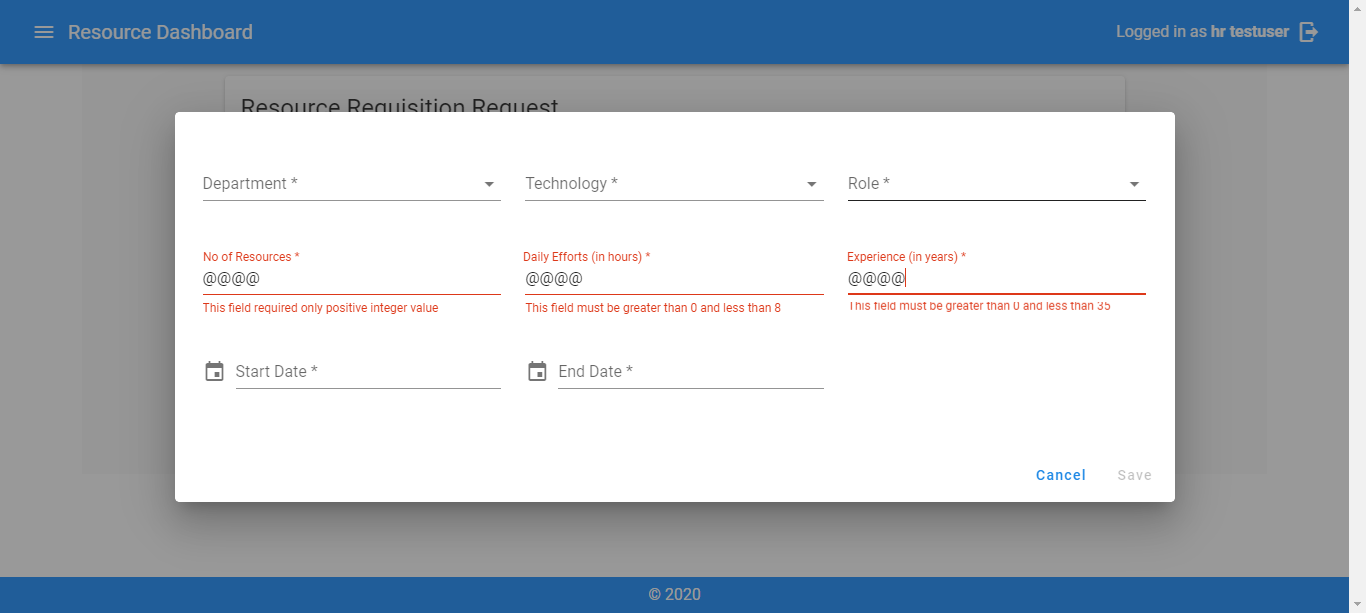 Resource Dashboard
Logged in as hr testuser
Resource Requisition Request
Department *
Technology *
Role *
No of Resources *
Daily Efforts (in hours) *
Experience (in years) *
@@@@
@@@@
@@@@
This field required only positive integer value
This field must be greater than 0 and less than 8
This field must be greater than 0 and less than 35
Start Date *
End Date *
Cancel
Save
© 2020